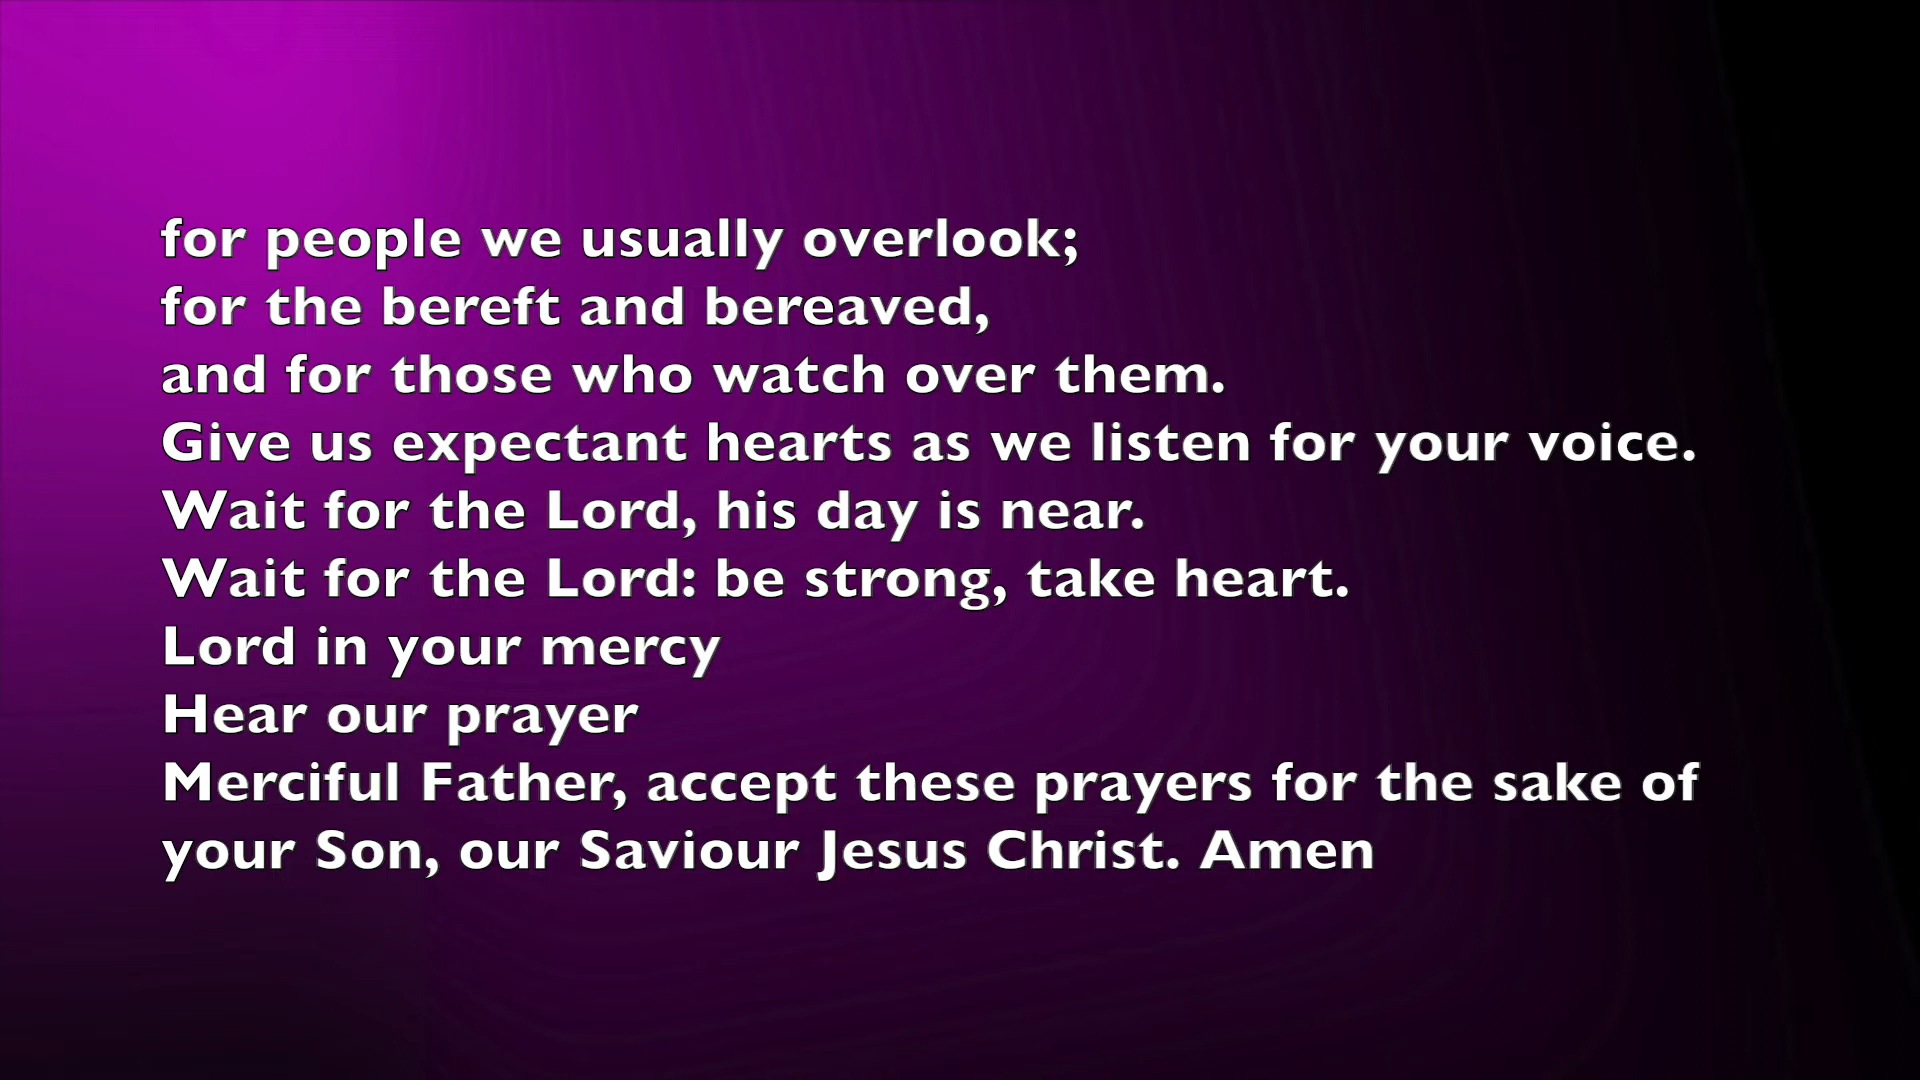 for people we usually overlook;
for the bereft and bereaved,
and for those who watch over them.
Give us expectant hearts as we listen for your voice.
Wait for the Lord, his day is near.
Wait for the Lord: be strong, take heart.
Lord in your mercy
Hear our prayer
Merciful Father, accept these prayers for the sake of
your Son, our Saviour Jesus Christ. Amen